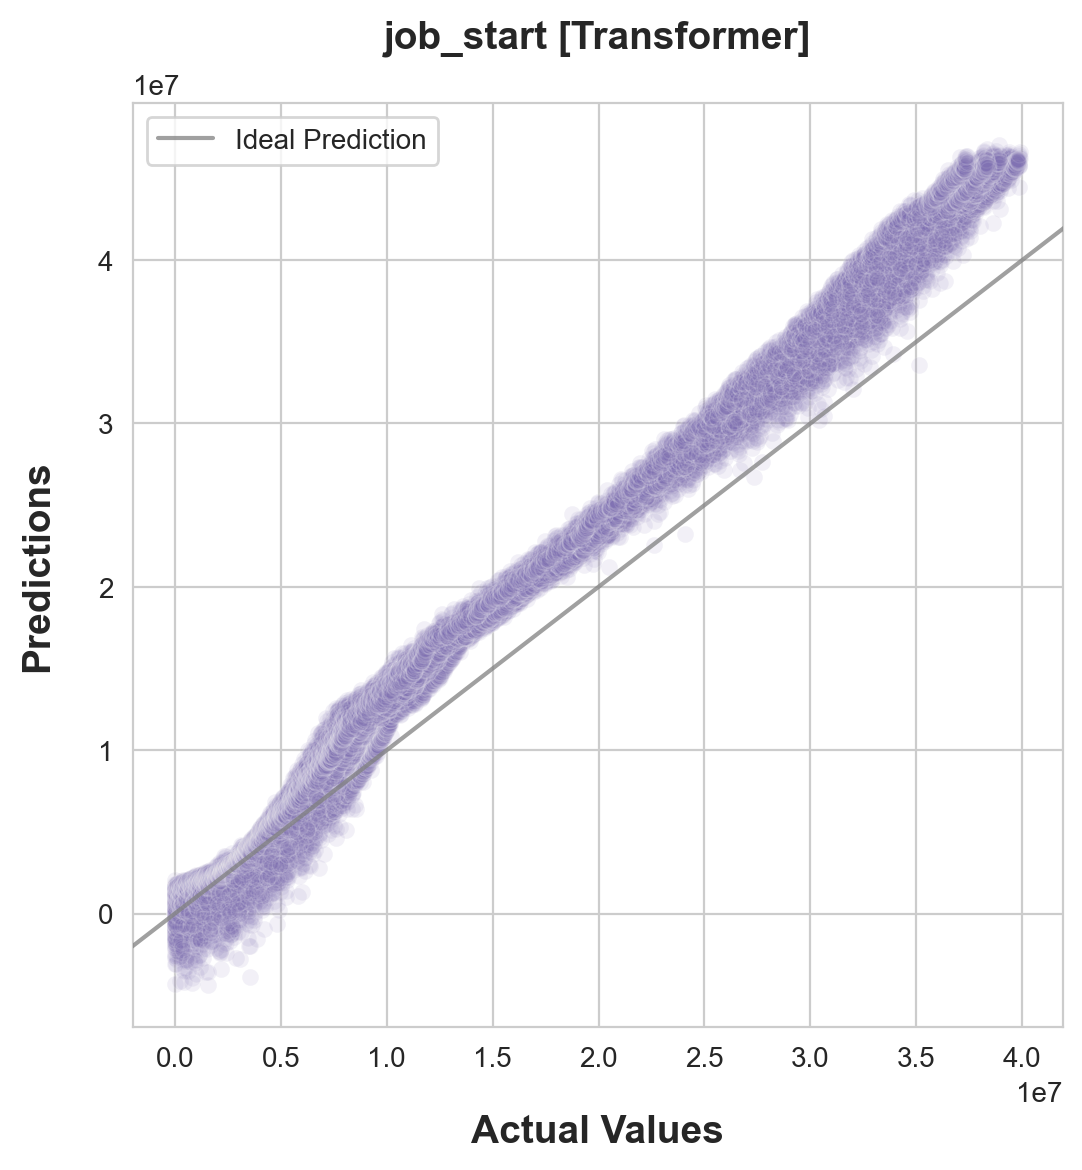 job_start [Transformer]
1e7
Ideal Prediction
4
3
2
1
0
Predictions
0.0 0.5 1.0 1.5 2.0 2.5 3.0 3.5 4.0
1e7
Actual Values